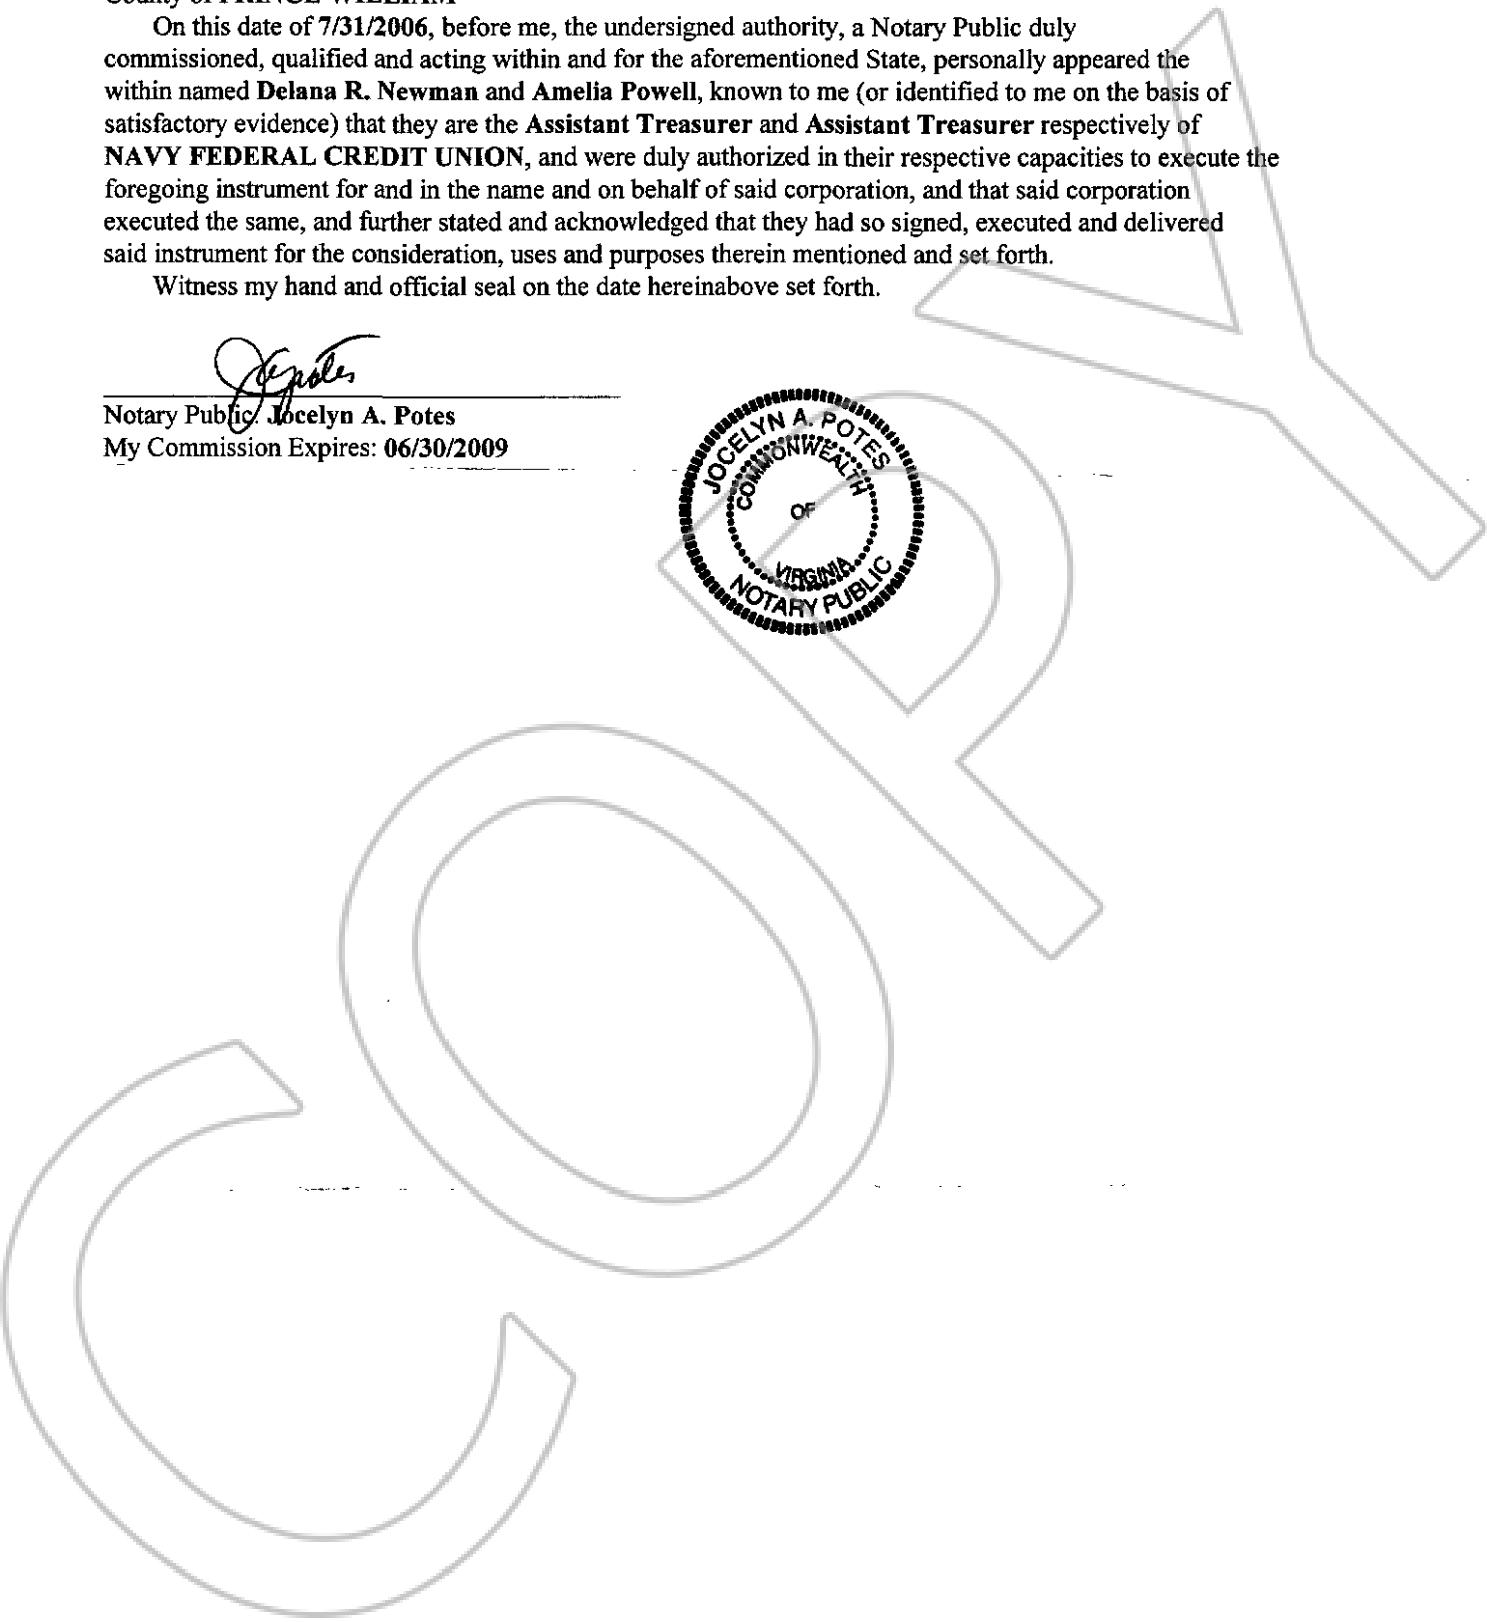 County of PRINCE WILLIAM
On this date of 7/31/2006, before me, the undersigned authority, a Notary Public duly
commissioned, qualified and acting within and for the aforementioned State, personally appeared the
within named Delana R. Newman and Amelia Powell, known to me (or identified to me on the basis of
satisfactory evidence) that they are the Assistant Treasurer and Assistant Treasurer respectively of
NAVY FEDERAL CREDIT UNION, and were duly authorized in their respective capacities to execute the
foregoing instrument for and in the name and on behalf of said corporation, and that said corporation
executed the same, and further stated and acknowledged that they had so signed, executed and delivered
said instrument for the consideration, uses and purposes therein mentioned and set forth.
Witness my hand and official seal on the date hereinabove set forth.
Notary Public: Jocelyn A. Potes
My Commission Expires: 06/30/2009
JOCELYN A. POTES
COMMONWEALTH
OF
VIRGINIA
NOTARY PUBLIC
COPY